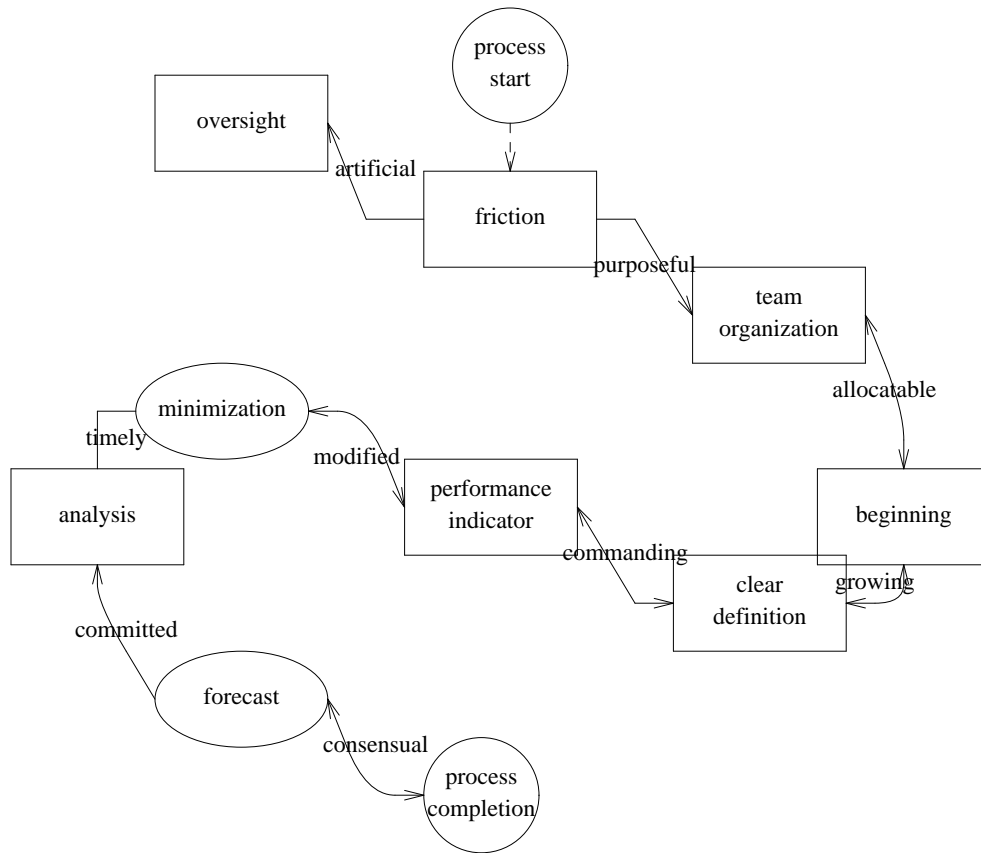 process
start
oversight
artificial
friction
purposeful
team
organization
minimization
allocatable
timely
modified
performance
indicator
analysis
beginning
commanding
clear
definition
growing
committed
forecast
consensual
process
completion